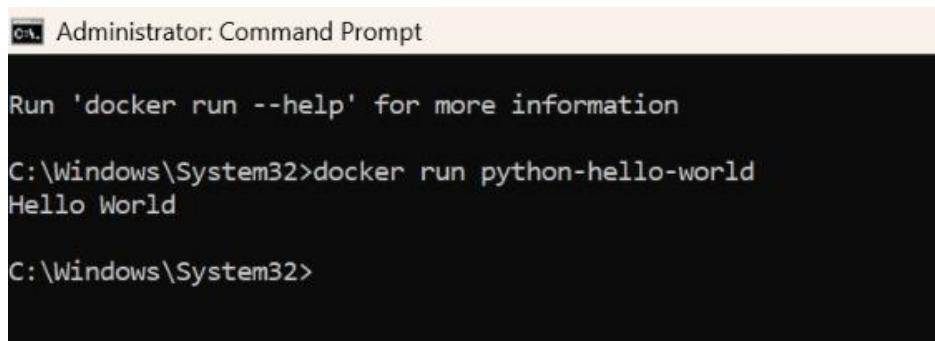 Administrator: Command Prompt
Run 'docker run --help' for more information
C:\Windows\System32>docker run python-hello-world
Hello World
C:\Windows\System32>